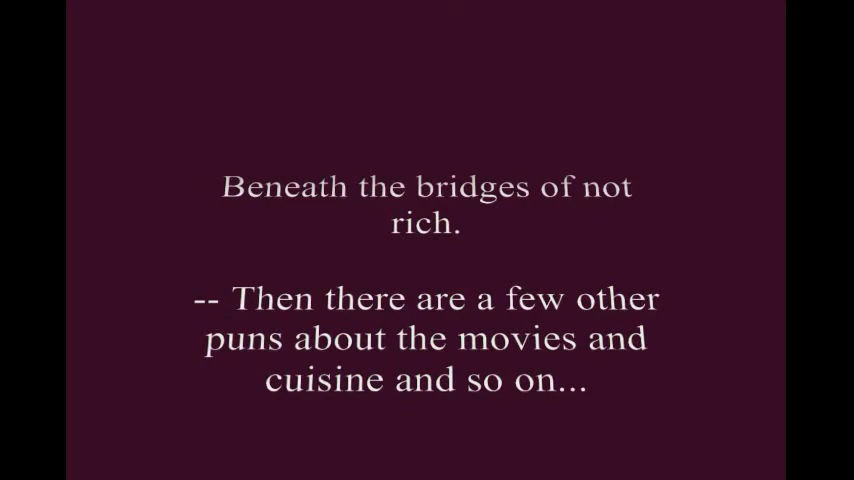 Beneath the bridges of not
rich.
-- Then there are a few other
puns about the movies and
cuisine and so on...